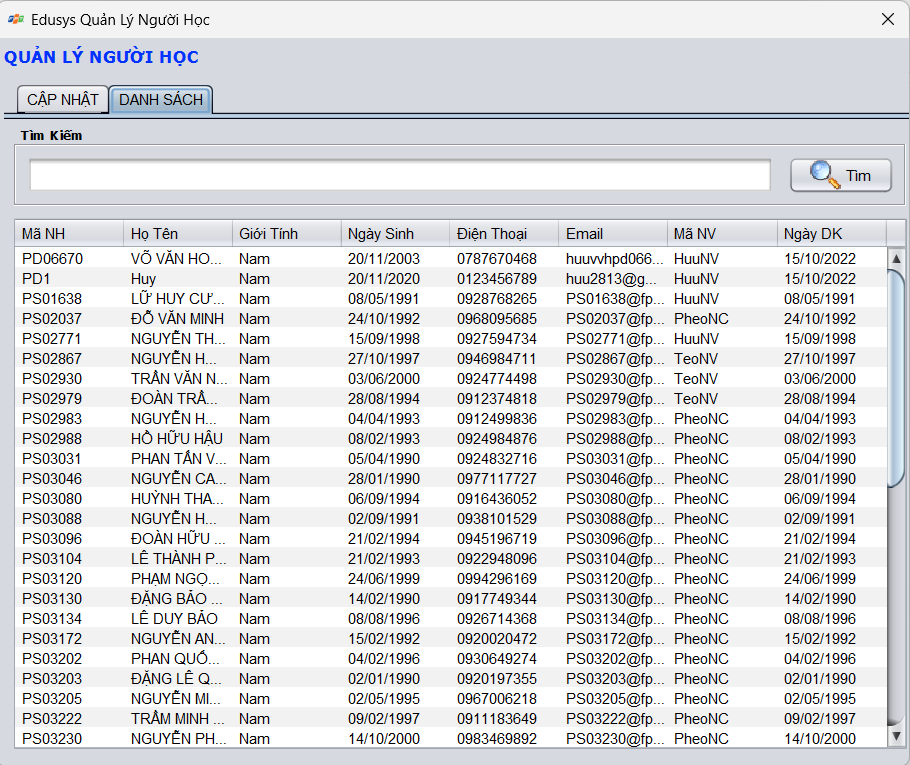 Edusys Quản Lý Người Học
QUẢN LÝ NGƯỜI HỌC
CẬP NHẬT DANH SÁCH
Tìm Kiếm
Tìm
Mã NH Họ Tên Giới Tính Ngày Sinh Điện Thoại Email Mã NV Ngày DK
PD06670 VÕ VĂN HO... Nam 20/11/2003 0787670468 huuvvhpd066... HuuNV 15/10/2022
PD1 Huy Nam 20/11/2020 0123456789 huu2813@g... HuuNV 15/10/2022
PS01638 LỮ HUY CƯ... Nam 08/05/1991 0928768265 PS01638@fp... HuuNV 08/05/1991
PS02037 ĐỖ VĂN MINH Nam 24/10/1992 0968095685 PS02037@fp... PheoNC 24/10/1992
PS02771 NGUYỄN TH... Nam 15/09/1998 0927594734 PS02771@fp... HuuNV 15/09/1998
PS02867 NGUYỄN H... Nam 27/10/1997 0946984711 PS02867@fp... TeoNV 27/10/1997
PS02930 TRẦN VĂN N... Nam 03/06/2000 0924774498 PS02930@fp... TeoNV 03/06/2000
PS02979 ĐOÀN TRẦ... Nam 28/08/1994 0912374818 PS02979@fp... TeoNV 28/08/1994
PS02983 NGUYỄN H... Nam 04/04/1993 0912499836 PS02983@fp... PheoNC 04/04/1993
PS02988 HỒ HỮU HẬU Nam 08/02/1993 0924984876 PS02988@fp... PheoNC 08/02/1993
PS03031 PHAN TẤN V... Nam 05/04/1990 0924832716 PS03031@fp... PheoNC 05/04/1990
PS03046 NGUYỄN CA... Nam 28/01/1990 0977117727 PS03046@fp... PheoNC 28/01/1990
PS03080 HUỲNH THA... Nam 06/09/1994 0916436052 PS03080@fp... PheoNC 06/09/1994
PS03088 NGUYỄN H... Nam 02/09/1991 0938101529 PS03088@fp... PheoNC 02/09/1991
PS03096 ĐOÀN HỮU ... Nam 21/02/1994 0945196719 PS03096@fp... PheoNC 21/02/1994
PS03104 LÊ THÀNH P... Nam 21/02/1993 0922948096 PS03104@fp... PheoNC 21/02/1993
PS03120 PHẠM NGỌ... Nam 24/06/1999 0994296169 PS03120@fp... PheoNC 24/06/1999
PS03130 ĐẶNG BẢO ... Nam 14/02/1990 0917749344 PS03130@fp... PheoNC 14/02/1990
PS03134 LÊ DUY BẢO Nam 08/08/1996 0926714368 PS03134@fp... PheoNC 08/08/1996
PS03172 NGUYỄN AN... Nam 15/02/1992 0920020472 PS03172@fp... PheoNC 15/02/1992
PS03202 PHAN QUỐ... Nam 04/02/1996 0930649274 PS03202@fp... PheoNC 04/02/1996
PS03203 ĐẶNG LÊ Q... Nam 02/01/1990 0920197355 PS03203@fp... PheoNC 02/01/1990
PS03205 NGUYỄN MI... Nam 02/05/1995 0967006218 PS03205@fp... PheoNC 02/05/1995
PS03222 TRẦM MINH ... Nam 09/02/1997 0911183649 PS03222@fp... PheoNC 09/02/1997
PS03230 NGUYỄN PH... Nam 14/10/2000 0983469892 PS03230@fp... PheoNC 14/10/2000